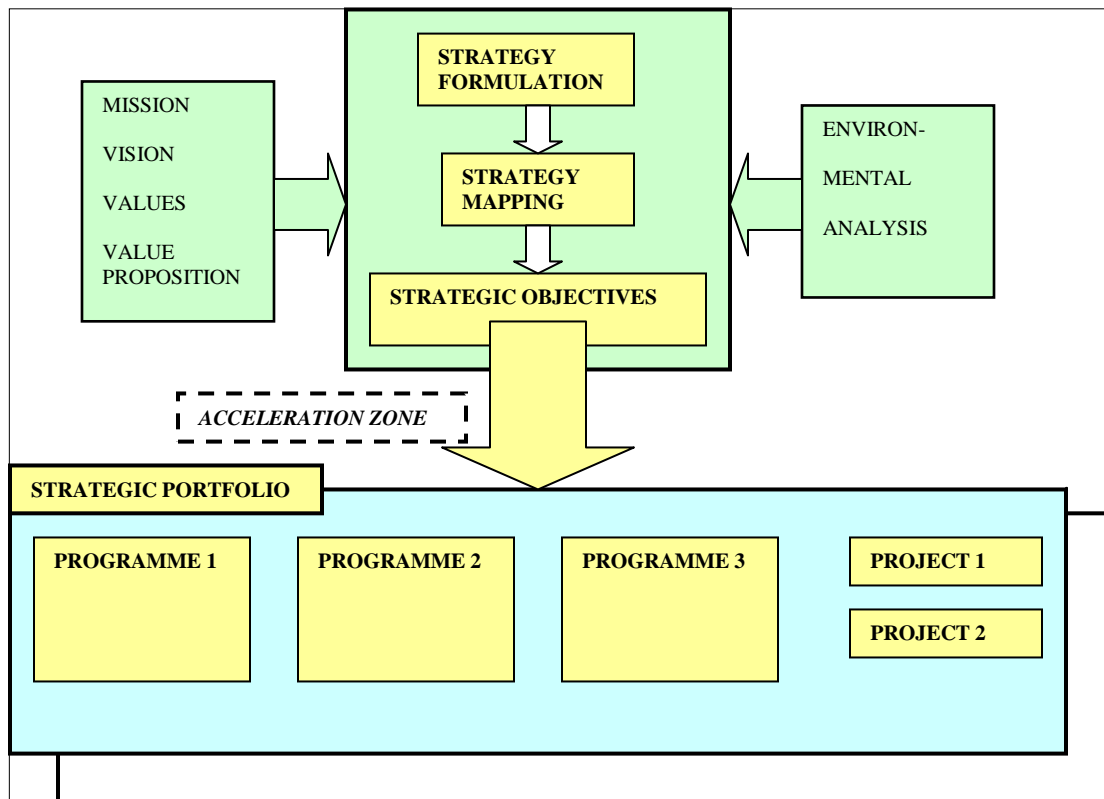 STRATEGY
FORMULATION
MISSION
VISION
VALUES
VALUE
PROPOSITION
STRATEGY
MAPPING
ENVIRON-
MENTAL
ANALYSIS
STRATEGIC OBJECTIVES
ACCELERATION ZONE
STRATEGIC PORTFOLIO
PROGRAMME 1
PROGRAMME 2
PROGRAMME 3
PROJECT 1
PROJECT 2